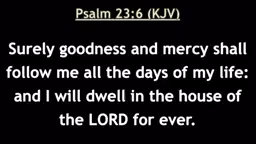 Psalm 23:6 (KJV)
Surely goodness and mercy shall
follow me all the days of my life:
and I will dwell in the house of
the LORD for ever.